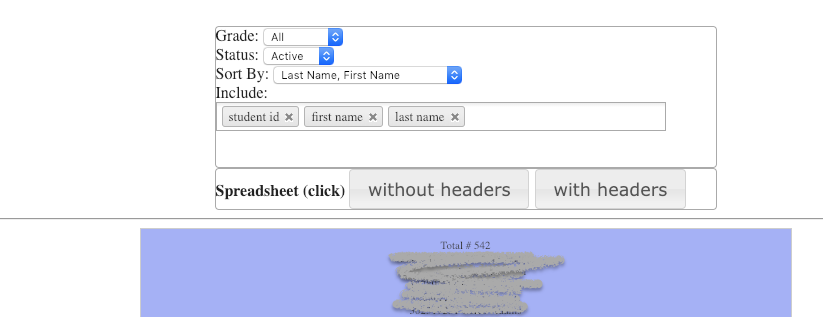 Grade: All
Status: Active
Sort By: Last Name, First Name
Include:
student id × first name × last name ×
Spreadsheet (click) without headers with headers
Total # 542